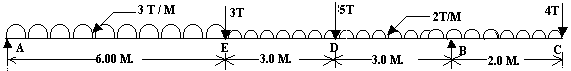 3 T / M 3T 5T 2T/M 4T
A E D B C
6.00 M. 3.0 M. 3.0 M. 2.0 M.